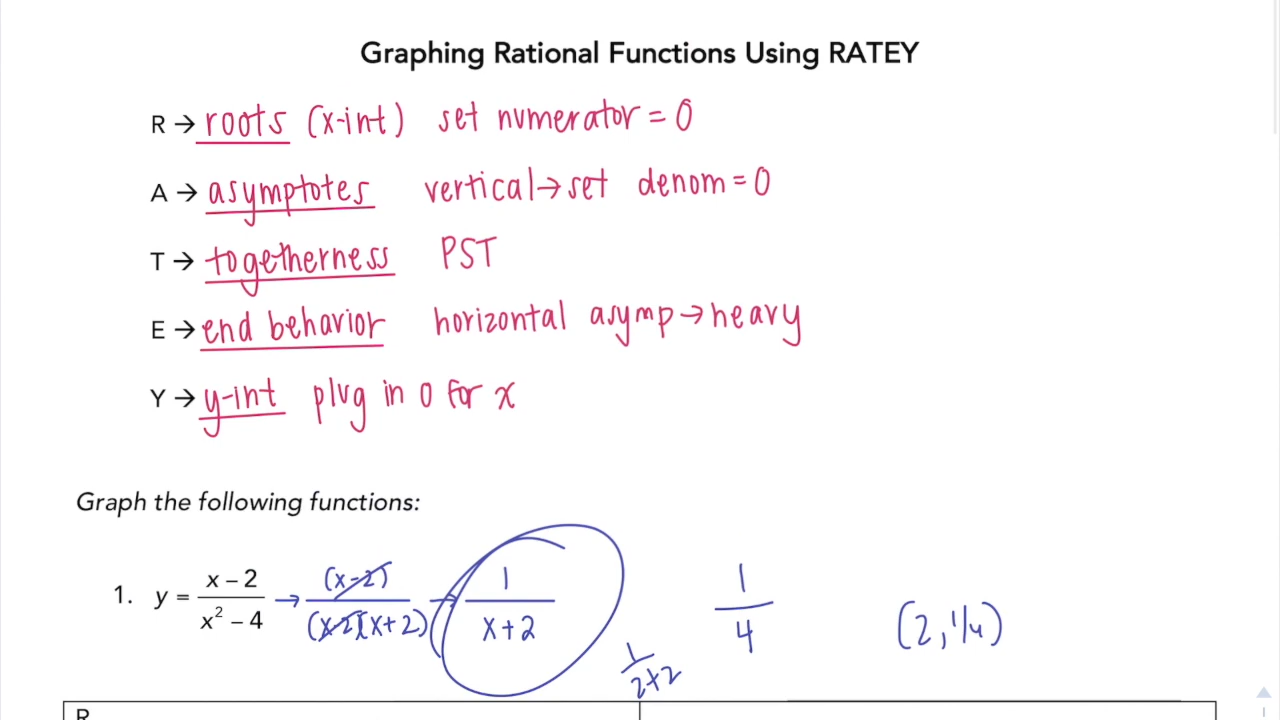 Graphing Rational Functions Using RATEY
R → roots (x-int) set numerator = 0
A → asymptotes vertical → set denom = 0
T → togetherness PST
E → end behavior horizontal asymp → heavy
Y → y-int plug in 0 for x
Graph the following functions:
1. y = (x – 2)/(x² – 4) → (x-2)/((x-2)(x+2)) → 1/(x+2) 1/(2+2) 1/4 (2, 1/4)
R